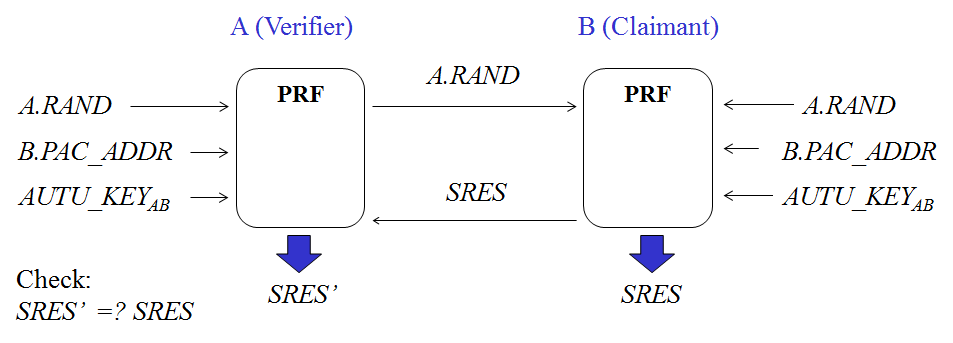 A (Verifier) B (Claimant)
PRF A.RAND PRF
A.RAND A.RAND
B.PAC_ADDR B.PAC_ADDR
AUTU_KEYAB SRES AUTU_KEYAB
Check: SRES’ SRES
SRES’ =? SRES